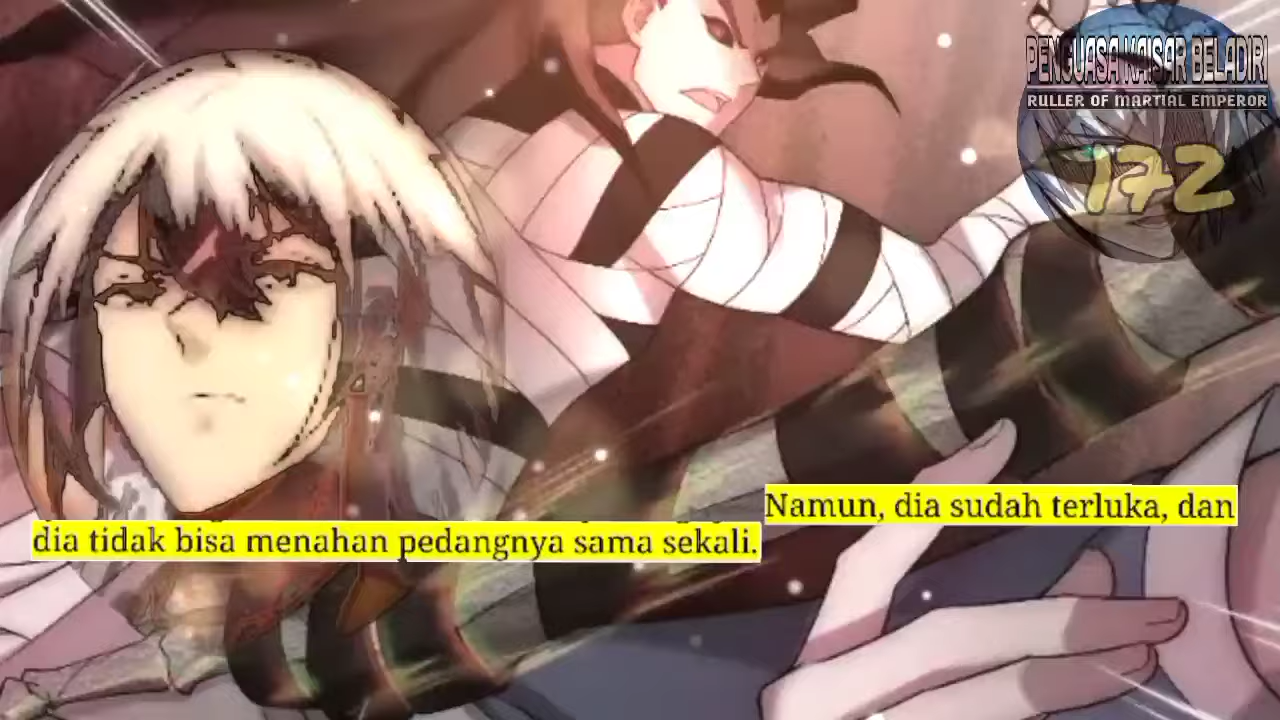 PENGUASA KAISAR BELADIRI
RULLER OF MARTIAL EMPEROR
172
Namun, dia sudah terluka, dan
dia tidak bisa menahan pedangnya sama sekali.